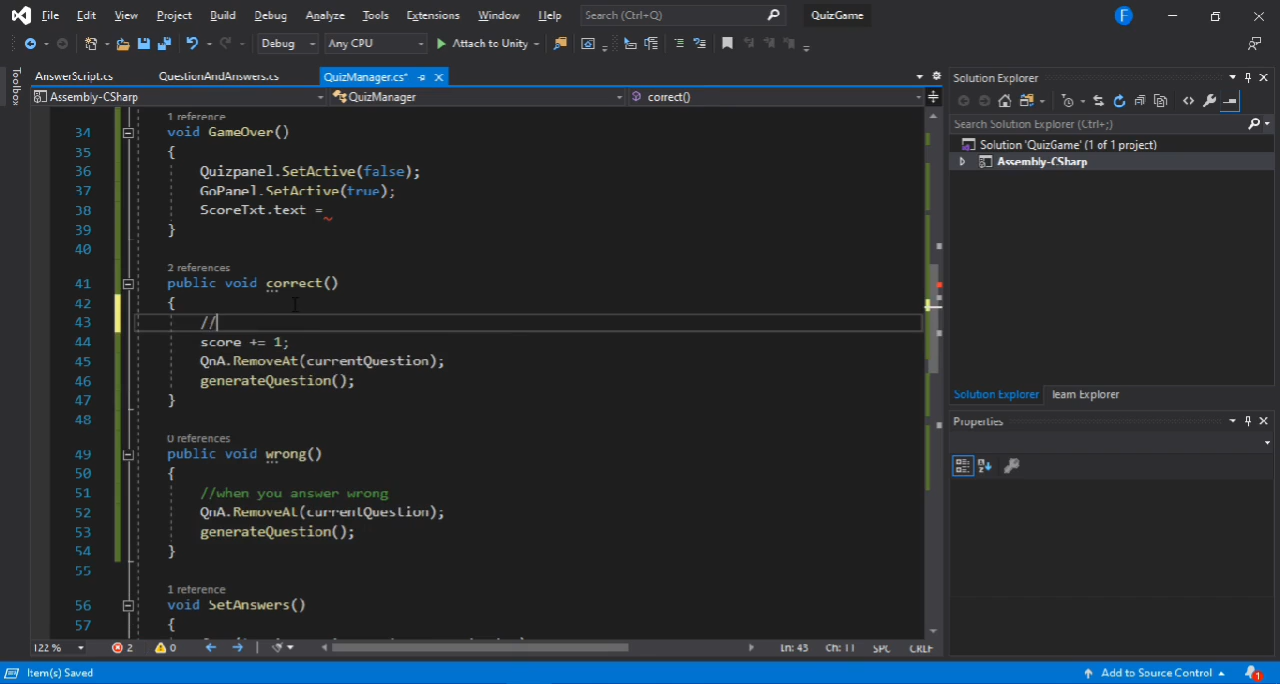 File Edit View Project Build Debug Analyze Tools Extensions Window Help Search (Ctrl+Q) QuizGame F
Debug Any CPU Attach to Unity
Toolbox
AnswerScript.cs QuestionAndAnswers.cs QuizManager.cs*
Assembly-CSharp QuizManager correct()
1 reference
34 void GameOver()
35 {
36 Quizpanel.SetActive(false);
37 GoPanel.SetActive(true);
38 ScoreTxt.text =
39 }
40
2 references
41 public void correct()
42 {
43 //
44 score += 1;
45 QnA.RemoveAt(currentQuestion);
46 generateQuestion();
47 }
48
0 references
49 public void wrong()
50 {
51 //when you answer wrong
52 QnA.RemoveAt(currentQuestion);
53 generateQuestion();
54 }
55
1 reference
56 void SetAnswers()
57 {
122 % 2 0 Ln: 43 Ch: 11 SPC CRLF
Item(s) Saved Add to Source Control 1
Solution Explorer
Search Solution Explorer (Ctrl+;)
Solution 'QuizGame' (1 of 1 project)
Assembly-CSharp
Solution Explorer Team Explorer
Properties